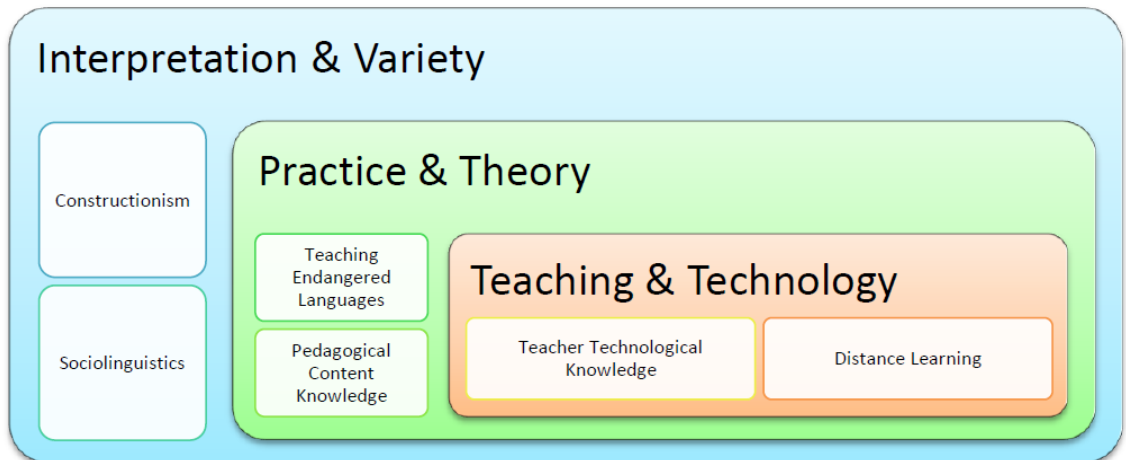 Interpretation & Variety
Constructionism
Sociolinguistics
Practice & Theory
Teaching
Endangered
Languages
Pedagogical
Content
Knowledge
Teaching & Technology
Teacher Technological
Knowledge
Distance Learning